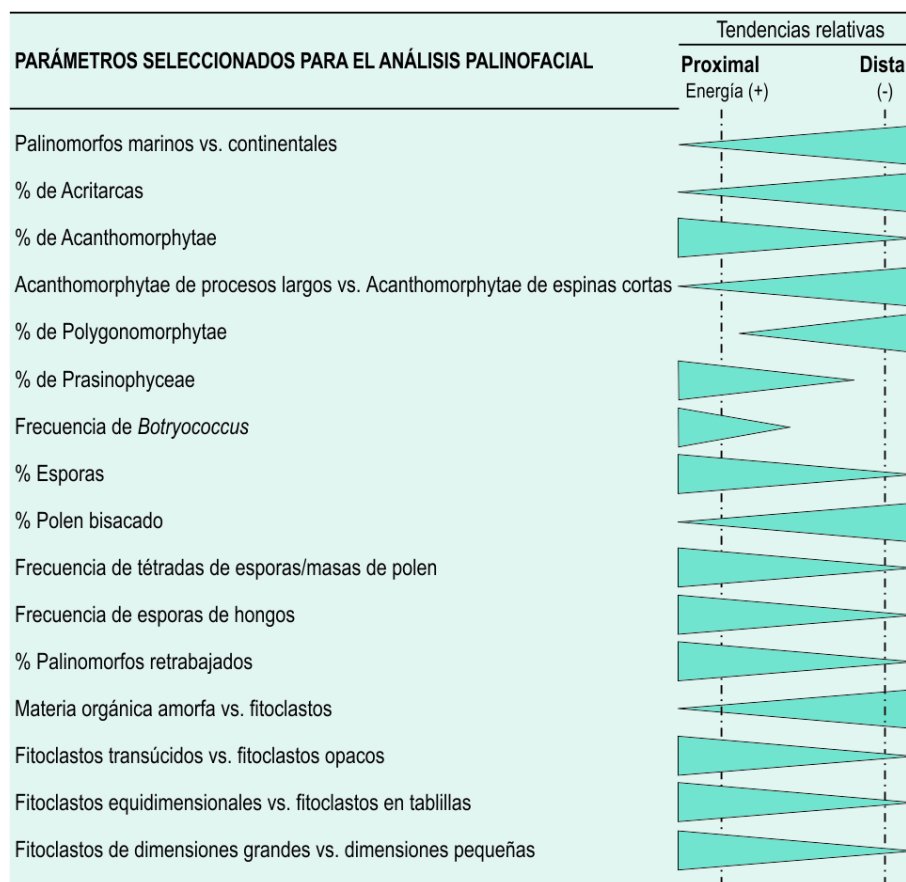 Tendencias relativas
PARÁMETROS SELECCIONADOS PARA EL ANÁLISIS PALINOFACIAL
Proximal Dista
Energía (+) (-)
Palinomorfos marinos vs. continentales
% de Acritarcas
% de Acanthomorphytae
Acanthomorphytae de procesos largos vs. Acanthomorphytae de espinas cortas
% de Polygonomorphytae
% de Prasinophyceae
Frecuencia de Botryococcus
% Esporas
% Polen bisacado
Frecuencia de tétradas de esporas/masas de polen
Frecuencia de esporas de hongos
% Palinomorfos retrabajados
Materia orgánica amorfa vs. fitoclastos
Fitoclastos transúcidos vs. fitoclastos opacos
Fitoclastos equidimensionales vs. fitoclastos en tablillas
Fitoclastos de dimensiones grandes vs. dimensiones pequeñas